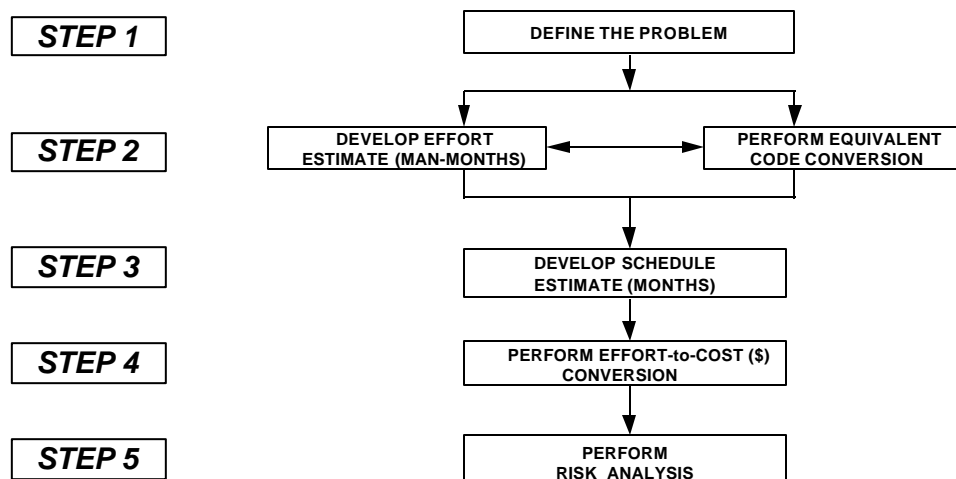 STEP 1
DEFINE THE PROBLEM
STEP 2
DEVELOP EFFORT
ESTIMATE (MAN-MONTHS)
PERFORM EQUIVALENT
CODE CONVERSION
STEP 3
DEVELOP SCHEDULE
ESTIMATE (MONTHS)
STEP 4
PERFORM EFFORT-to-COST ($)
CONVERSION
STEP 5
PERFORM
RISK ANALYSIS